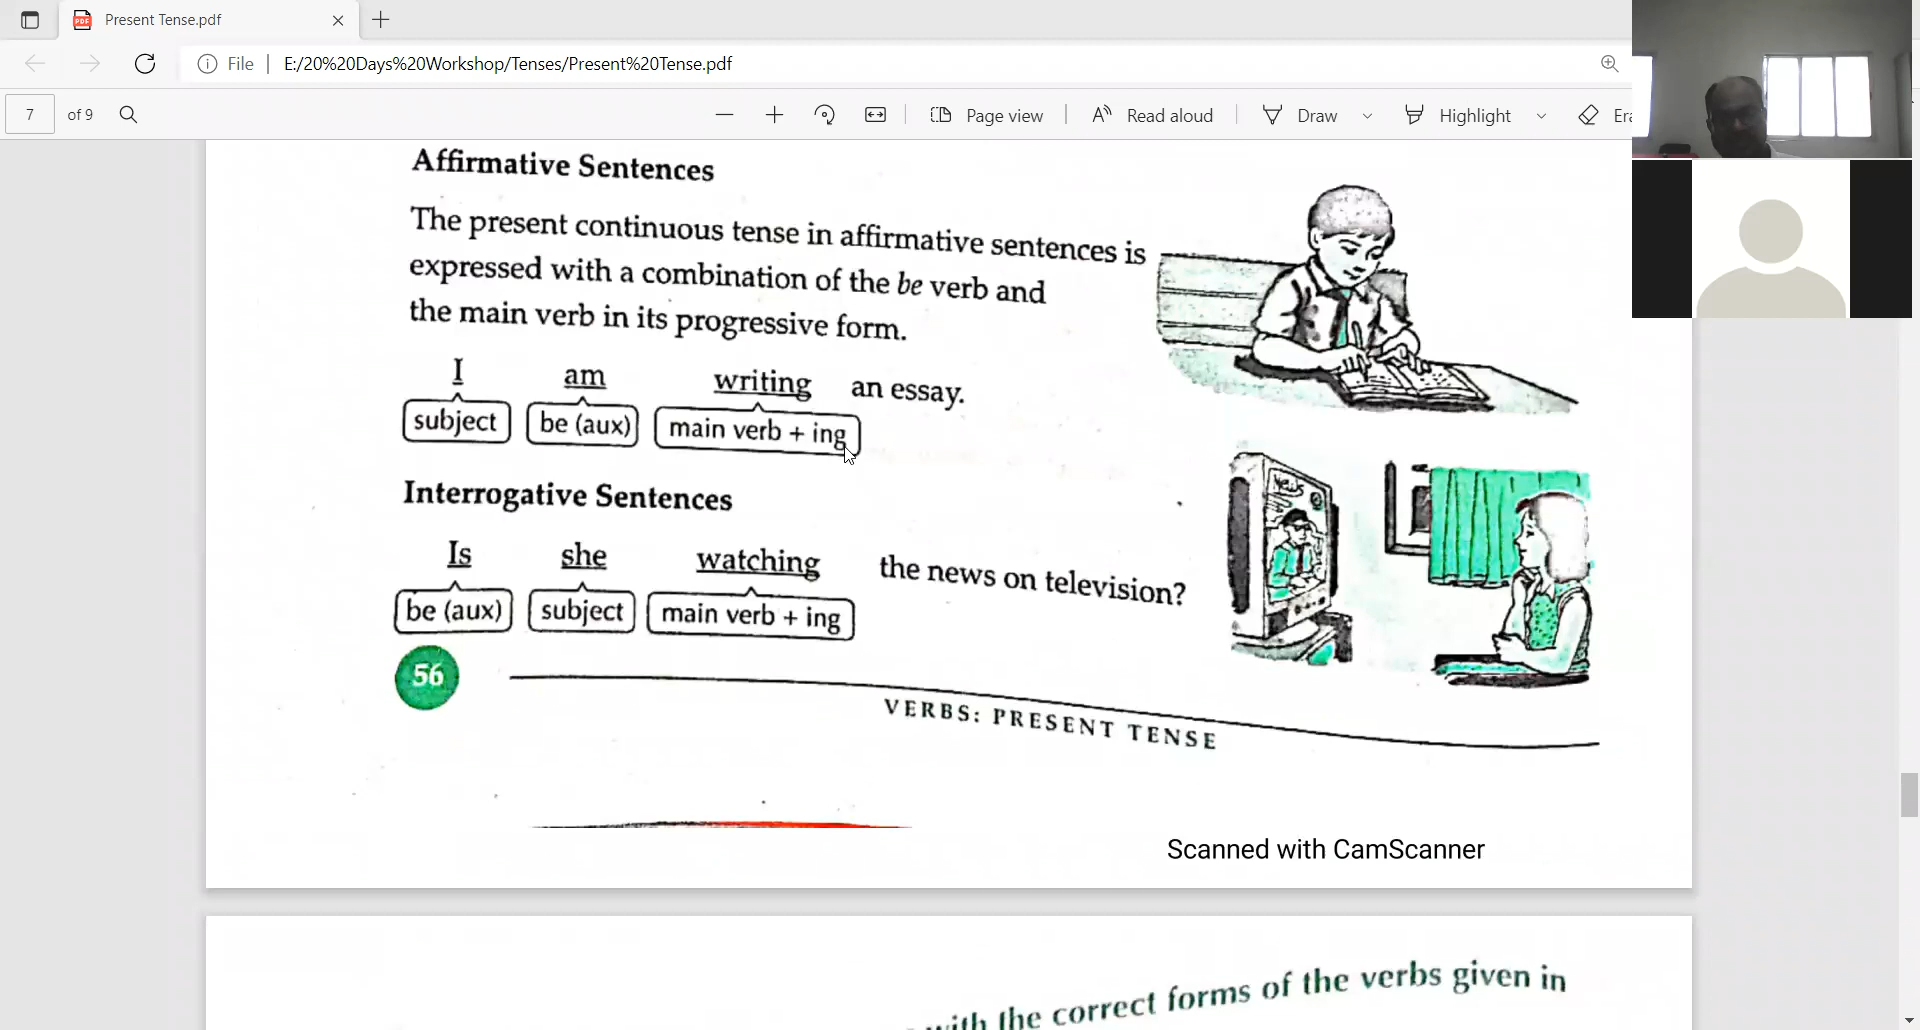 Present Tense.pdf
File | E:/20%20Days%20Workshop/Tenses/Present%20Tense.pdf
7 of 9 Page view Read aloud Draw Highlight
Affirmative Sentences
The present continuous tense in affirmative sentences is
expressed with a combination of the be verb and
the main verb in its progressive form.
I am writing an essay.
subject be (aux) main verb + ing
Interrogative Sentences
News
Is she watching the news on television?
be (aux) subject main verb + ing
56
VERBS: PRESENT TENSE
Scanned with CamScanner
with the correct forms of the verbs given in